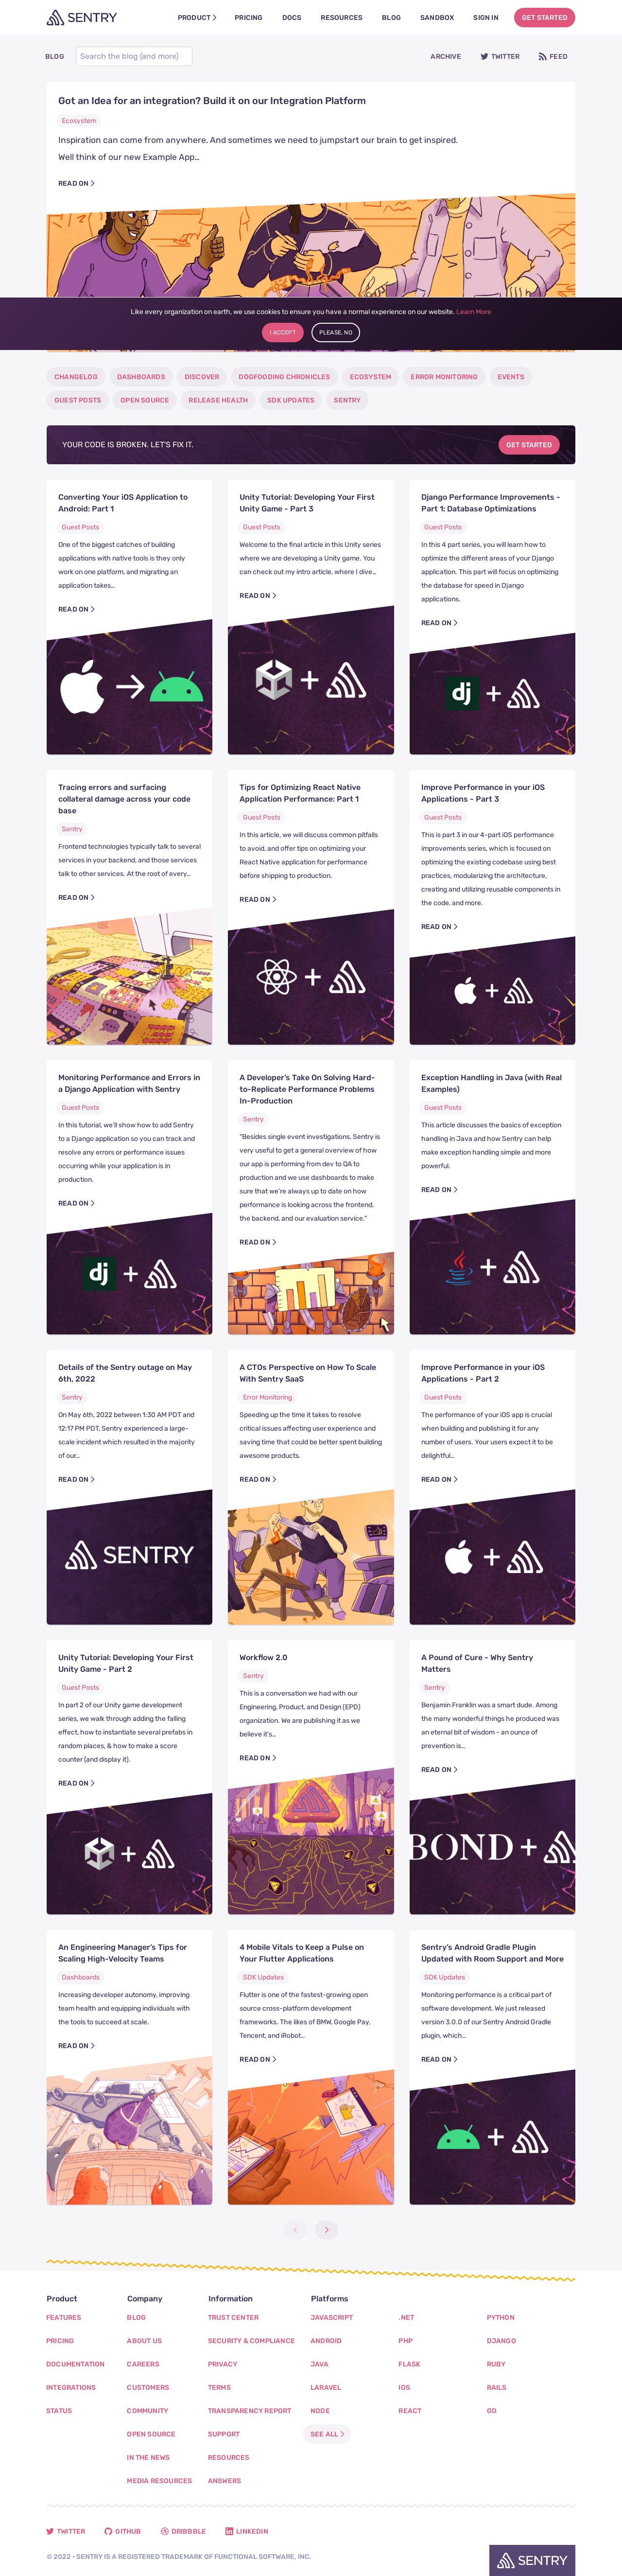 SENTRY
PRODUCT
PRICING
DOCS
RESOURCES
BLOG
SANDBOX
SIGN IN
GET STARTED
BLOG
Search the blog (and more)
ARCHIVE
TWITTER
FEED
Got an Idea for an integration? Build it on our Integration Platform
Ecosystem
Inspiration can come from anywhere. And sometimes we need to jumpstart our brain to get inspired.
Well think of our new Example App…
READ ON
Like every organization on earth, we use cookies to ensure you have a normal experience on our website. Learn More
I ACCEPT
PLEASE, NO
CHANGELOG
DASHBOARDS
DISCOVER
DOGFOODING CHRONICLES
ECOSYSTEM
ERROR MONITORING
EVENTS
GUEST POSTS
OPEN SOURCE
RELEASE HEALTH
SDK UPDATES
SENTRY
YOUR CODE IS BROKEN. LET'S FIX IT.
GET STARTED
Converting Your iOS Application to
Android: Part 1
Guest Posts
One of the biggest catches of building
applications with native tools is they only
work on one platform, and migrating an
application takes…
READ ON
Unity Tutorial: Developing Your First
Unity Game - Part 3
Guest Posts
Welcome to the final article in this Unity series
where we are developing a Unity game. You
can check out my intro article, where I dive…
READ ON
Django Performance Improvements -
Part 1: Database Optimizations
Guest Posts
In this 4 part series, you will learn how to
optimize the different areas of your Django
application. This part will focus on optimizing
the database for speed in Django
applications.
READ ON
dj
Tracing errors and surfacing
collateral damage across your code
base
Sentry
Frontend technologies typically talk to several
services in your backend, and those services
talk to other services. At the root of every…
READ ON
Tips for Optimizing React Native
Application Performance: Part 1
Guest Posts
In this article, we will discuss common pitfalls
to avoid, and offer tips on optimizing your
React Native application for performance
before shipping to production.
READ ON
Improve Performance in your iOS
Applications - Part 3
Guest Posts
This is part 3 in our 4-part iOS performance
improvements series, which is focused on
optimizing the existing codebase using best
practices, modularizing the architecture,
creating and utilizing reusable components in
the code, and more.
READ ON
Monitoring Performance and Errors in
a Django Application with Sentry
Guest Posts
In this tutorial, we'll show how to add Sentry
to a Django application so you can track and
resolve any errors or performance issues
occurring while your application is in
production.
READ ON
dj
A Developer's Take On Solving Hard-
to-Replicate Performance Problems
In-Production
Sentry
"Besides single event investigations, Sentry is
very useful to get a general overview of how
our app is performing from dev to QA to
production and we use dashboards to make
sure that we're always up to date on how
performance is looking across the frontend,
the backend, and our evaluation service."
READ ON
Exception Handling in Java (with Real
Examples)
Guest Posts
This article discusses the basics of exception
handling in Java and how Sentry can help
make exception handling simple and more
powerful.
READ ON
Details of the Sentry outage on May
6th, 2022
Sentry
On May 6th, 2022 between 1:30 AM PDT and
12:17 PM PDT, Sentry experienced a large-
scale incident which resulted in the majority
of our…
READ ON
SENTRY
A CTOs Perspective on How To Scale
With Sentry SaaS
Error Monitoring
Speeding up the time it takes to resolve
critical issues affecting user experience and
saving time that could be better spent building
awesome products.
READ ON
Improve Performance in your iOS
Applications - Part 2
Guest Posts
The performance of your iOS app is crucial
when building and publishing it for any
number of users. Your users expect it to be
delightful…
READ ON
Unity Tutorial: Developing Your First
Unity Game - Part 2
Guest Posts
In part 2 of our Unity game development
series, we walk through adding the falling
effect, how to instantiate several prefabs in
random places, & how to make a score
counter (and display it).
READ ON
Workflow 2.0
Sentry
This is a conversation we had with our
Engineering, Product, and Design (EPD)
organization. We are publishing it as we
believe it's…
READ ON
A Pound of Cure - Why Sentry
Matters
Sentry
Benjamin Franklin was a smart dude. Among
the many wonderful things he produced was
an eternal bit of wisdom - an ounce of
prevention is…
READ ON
BOND
An Engineering Manager's Tips for
Scaling High-Velocity Teams
Dashboards
Increasing developer autonomy, improving
team health and equipping individuals with
the tools to succeed at scale.
READ ON
4 Mobile Vitals to Keep a Pulse on
Your Flutter Applications
SDK Updates
Flutter is one of the fastest-growing open
source cross-platform development
frameworks. The likes of BMW, Google Pay,
Tencent, and iRobot…
READ ON
Sentry's Android Gradle Plugin
Updated with Room Support and More
SDK Updates
Monitoring performance is a critical part of
software development. We just released
version 3.0.0 of our Sentry Android Gradle
plugin, which…
READ ON
Product
FEATURES
PRICING
DOCUMENTATION
INTEGRATIONS
STATUS
Company
BLOG
ABOUT US
CAREERS
CUSTOMERS
COMMUNITY
OPEN SOURCE
IN THE NEWS
MEDIA RESOURCES
Information
TRUST CENTER
SECURITY & COMPLIANCE
PRIVACY
TERMS
TRANSPARENCY REPORT
SUPPORT
RESOURCES
ANSWERS
Platforms
JAVASCRIPT
ANDROID
JAVA
LARAVEL
NODE
SEE ALL
.NET
PHP
FLASK
IOS
REACT
PYTHON
DJANGO
RUBY
RAILS
GO
TWITTER
GITHUB
DRIBBBLE
LINKEDIN
© 2022 • SENTRY IS A REGISTERED TRADEMARK OF FUNCTIONAL SOFTWARE, INC.
SENTRY